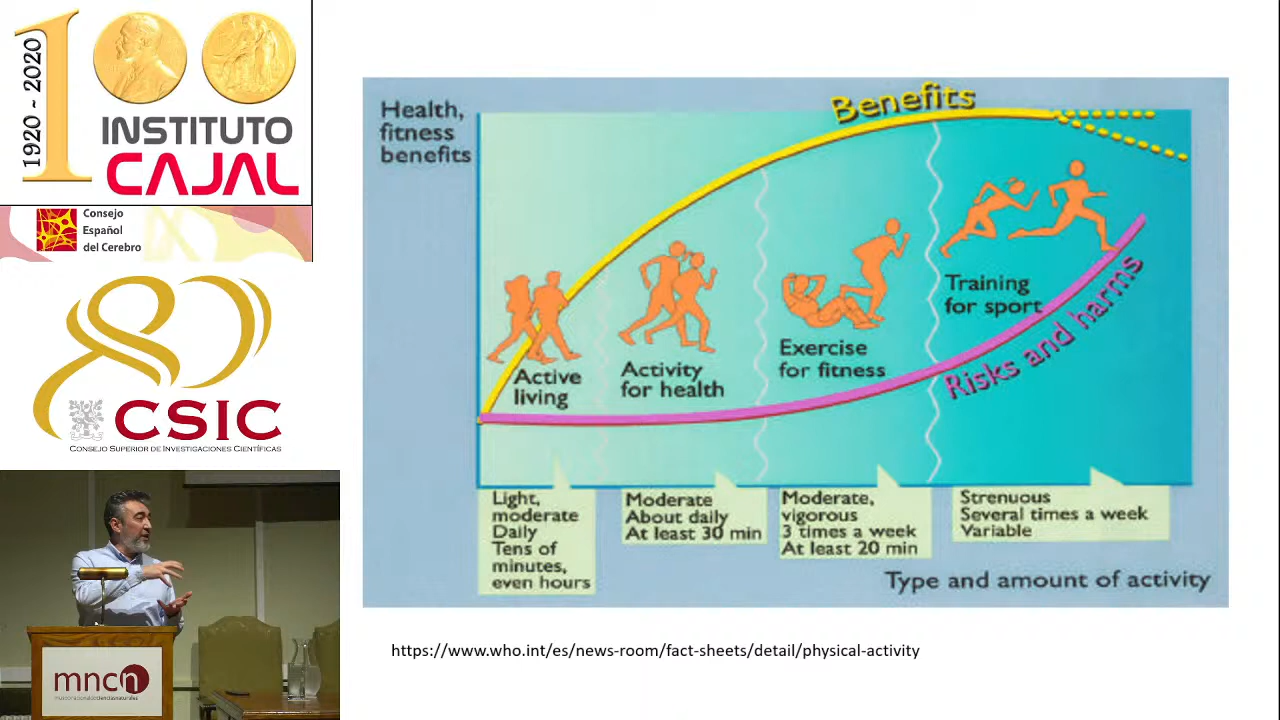 1920 ~ 2020
100
INSTITUTO
CAJAL
Consejo
Español
del Cerebro
80
CSIC
CONSEJO SUPERIOR DE INVESTIGACIONES CIENTÍFICAS
mncn
Health,
fitness
benefits
Benefits
Active
living
Activity
for health
Exercise
for fitness
Training
for sport
Risks and harms
Light,
moderate
Daily
Tens of
minutes,
even hours
Moderate
About daily
At least 30 min
Moderate,
vigorous
3 times a week
At least 20 min
Strenuous
Several times a week
Variable
Type and amount of activity
https://www.who.int/es/news-room/fact-sheets/detail/physical-activity